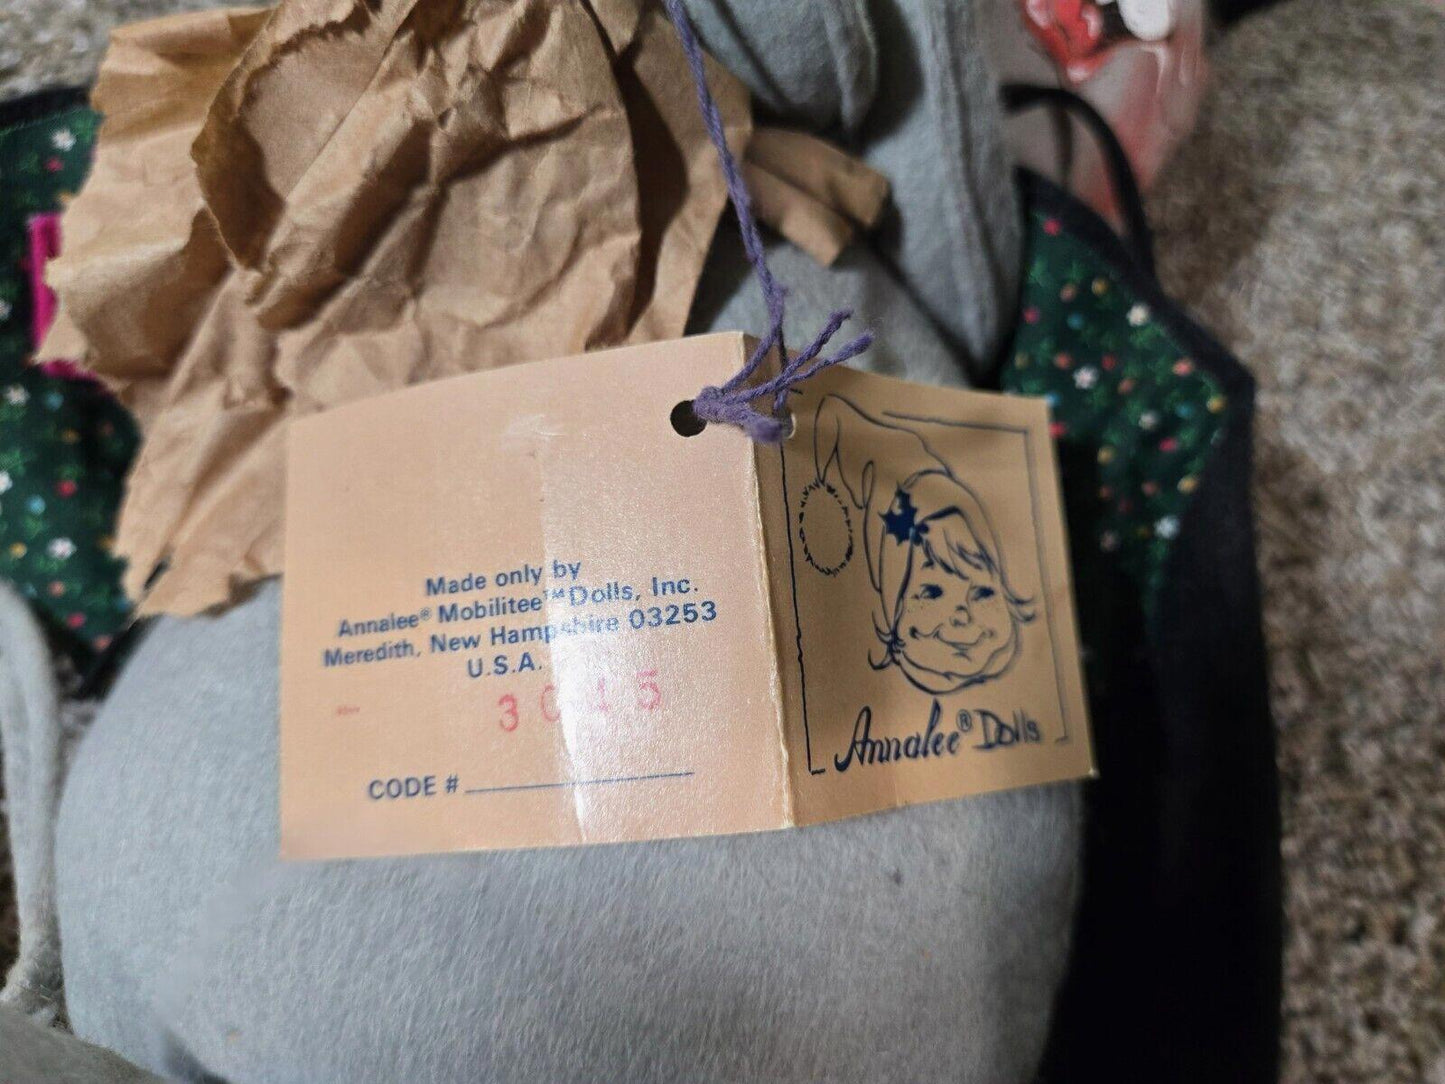 Made only by
Annalee® Mobilitee™ Dolls, Inc.
Meredith, New Hampshire 03253
U.S.A.
CODE #
Annalee® Dolls